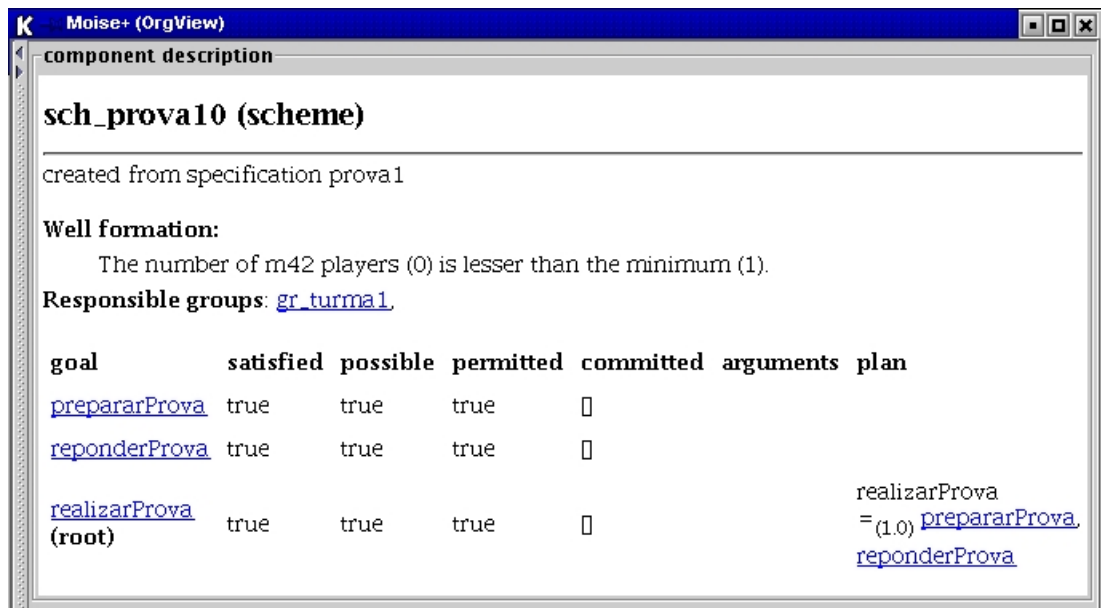 Moise+ (OrgView)
component description
sch_prova10 (scheme)
created from specification prova1
Well formation:
The number of m42 players (0) is lesser than the minimum (1).
Responsible groups: gr_turma1,
goal satisfied possible permitted committed arguments plan
prepararProva true true true []
reponderProva true true true []
realizarProva (root) true true true [] realizarProva
=(1.0) prepararProva,
reponderProva